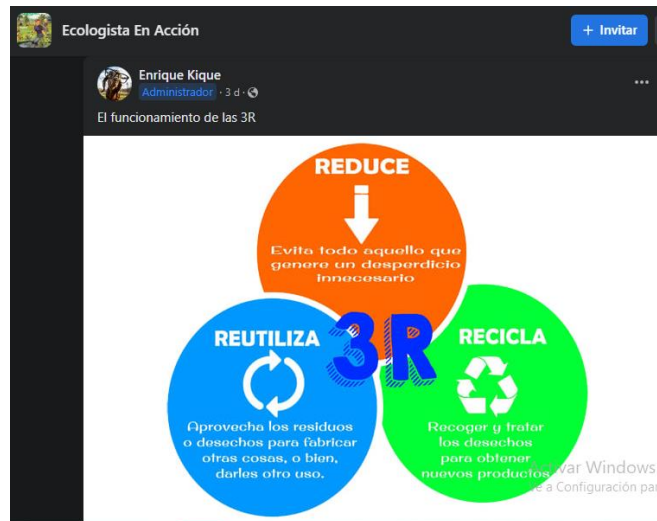 Ecologista En Acción
+ Invitar
Enrique Kique
Administrador · 3 d ·
...
El funcionamiento de las 3R
REDUCE
Evita todo aquello que
genere un desperdicio
innecesario
3R
REUTILIZA
Aprovecha los residuos
o desechos para fabricar
otras cosas, o bien,
darles otro uso.
RECICLA
Recoger y tratar
los desechos
para obtener
nuevos productos
var Windows
a Configuración par